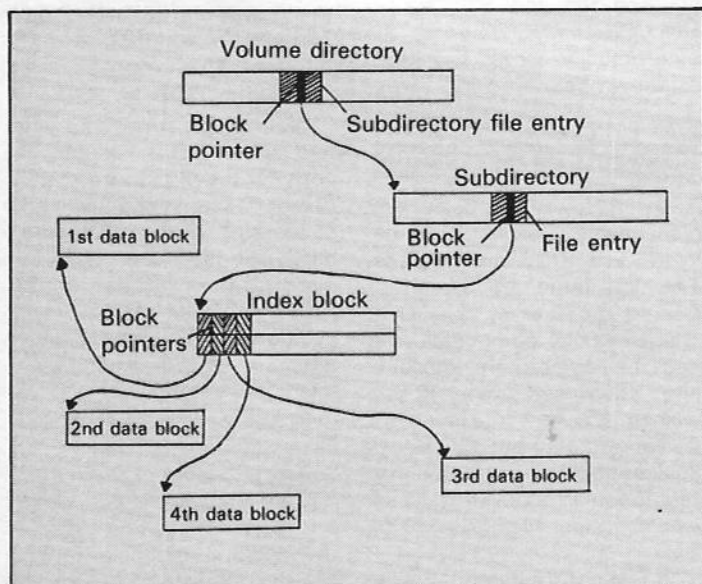 Volume directory
Block
pointer
Subdirectory file entry
Subdirectory
Block
pointer
File entry
1st data block
Index block
Block
pointers
2nd data block
3rd data block
4th data block